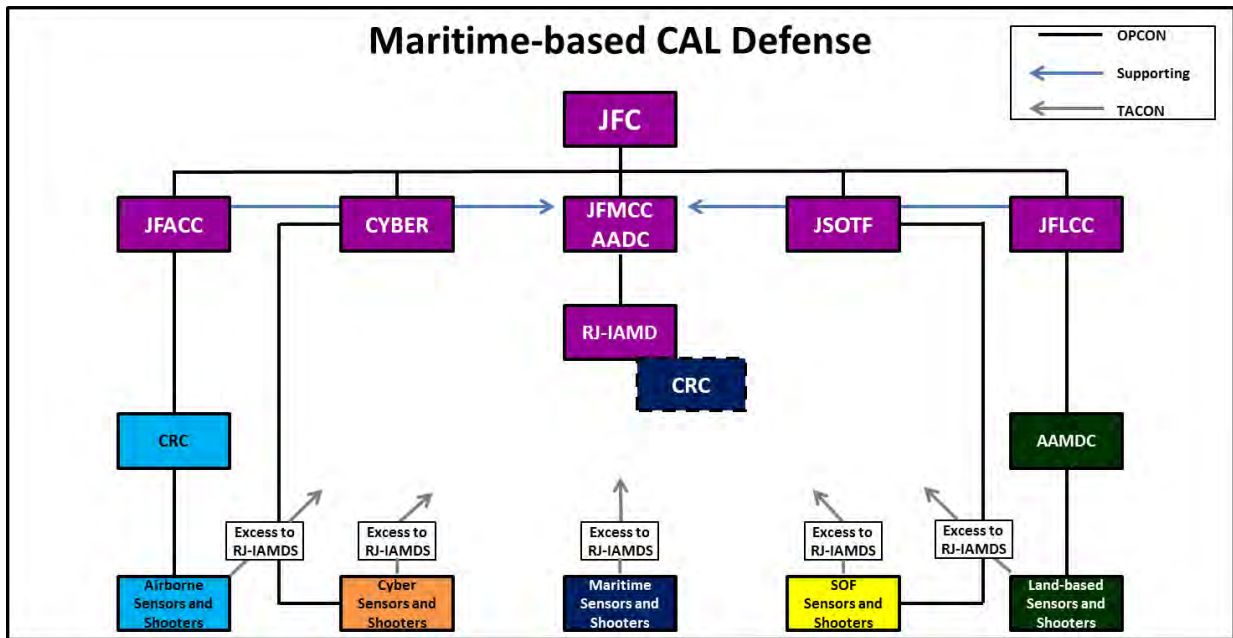 Maritime-based CAL Defense
OPCON
Supporting
TACON
JFC
JFACC
CYBER
JFMCC
AADC
JSOTF
JFLCC
RJ-IAMD
CRC
CRC
AAMDC
Excess to
RJ-IAMDS
Excess to
RJ-IAMDS
Excess to
RJ-IAMDS
Excess to
RJ-IAMDS
Excess to
RJ-IAMDS
Airborne
Sensors and
Shooters
Cyber
Sensors and
Shooters
Maritime
Sensors and
Shooters
SOF
Sensors and
Shooters
Land-based
Sensors and
Shooters